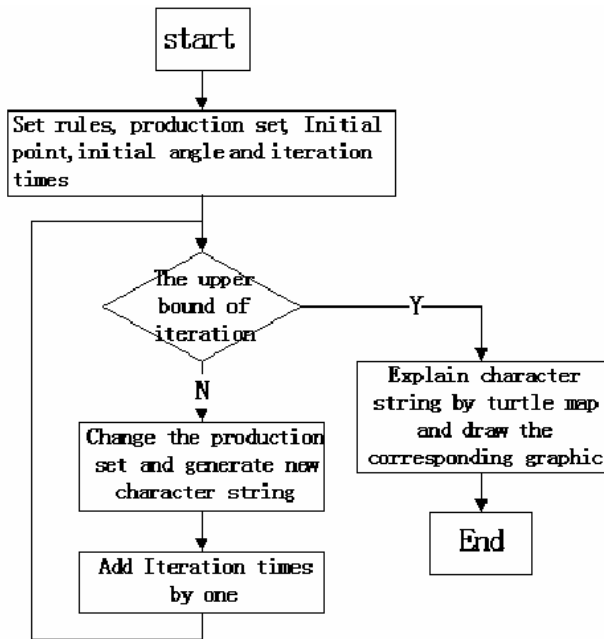 start
Set rules, production set, Initial
point,initial angle and iteration
times
The upper
bound of
iteration
Y
N
Explain character
string by turtle map
and draw the
corresponding graphic
Change the production
set and generate new
character string
End
Add Iteration times
by one